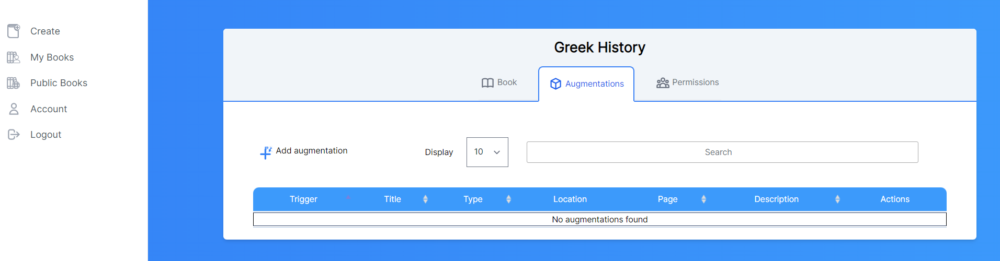 Create
My Books
Public Books
Account
Logout
Greek History
Book Augmentations Permissions
Add augmentation Display 10 Search
Trigger Title Type Location Page Description Actions
No augmentations found